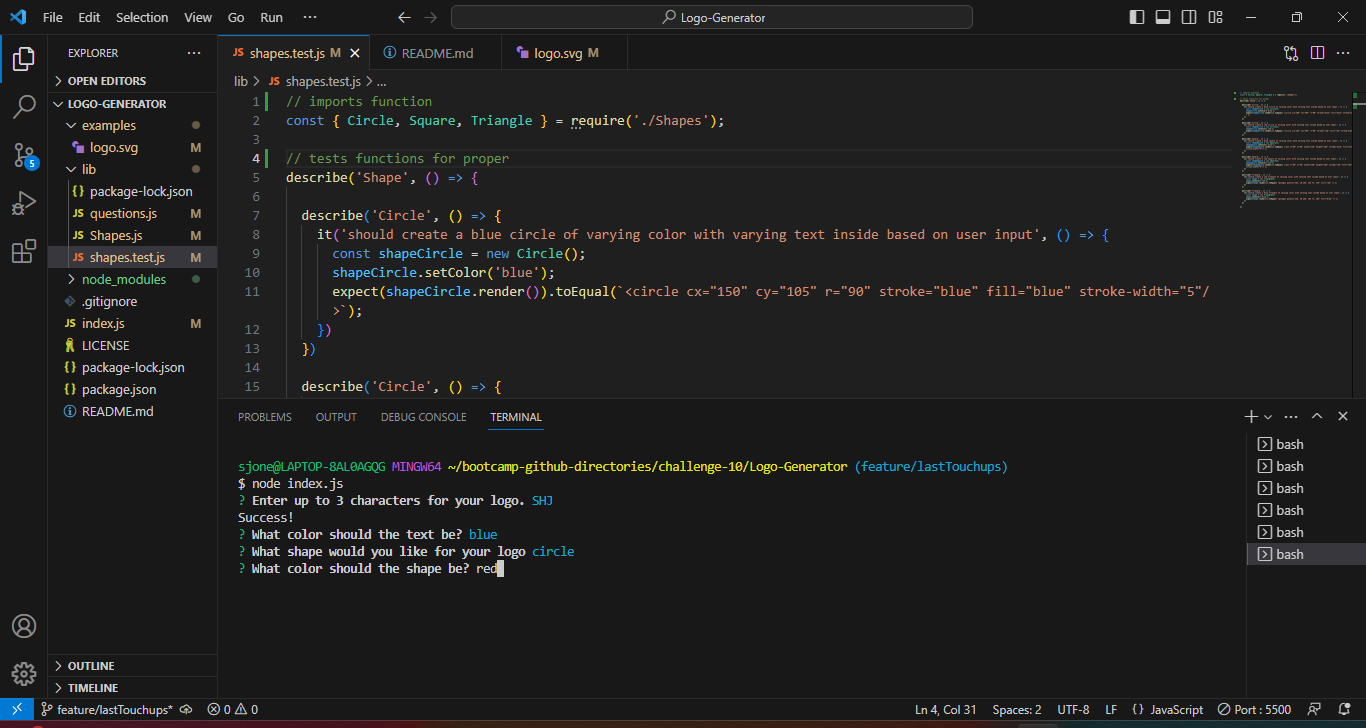 File Edit Selection View Go Run ··· Logo-Generator
EXPLORER ···
OPEN EDITORS
LOGO-GENERATOR
examples
logo.svg M
lib
{} package-lock.json
JS questions.js M
JS Shapes.js M
JS shapes.test.js M
node_modules
.gitignore
JS index.js M
LICENSE
{} package-lock.json
{} package.json
README.md
OUTLINE
TIMELINE
5
JS shapes.test.js M README.md logo.svg M
lib > JS shapes.test.js > ...
1 // imports function
2 const { Circle, Square, Triangle } = require('./Shapes');
3
4 // tests functions for proper
5 describe('Shape', () => {
6
7 describe('Circle', () => {
8 it('should create a blue circle of varying color with varying text inside based on user input', () => {
9 const shapeCircle = new Circle();
10 shapeCircle.setColor('blue');
11 expect(shapeCircle.render()).toEqual(`<circle cx="150" cy="105" r="90" stroke="blue" fill="blue" stroke-width="5"/
>`);
12 })
13 })
14
15 describe('Circle', () => {
PROBLEMS OUTPUT DEBUG CONSOLE TERMINAL
sjone@LAPTOP-8AL0AGQG MINGW64 ~/bootcamp-github-directories/challenge-10/Logo-Generator (feature/lastTouchups)
$ node index.js
? Enter up to 3 characters for your logo. SHJ
Success!
? What color should the text be? blue
? What shape would you like for your logo circle
? What color should the shape be? red
bash
bash
bash
bash
bash
bash
feature/lastTouchups* 0 0 Ln 4, Col 31 Spaces: 2 UTF-8 LF {} JavaScript Port : 5500